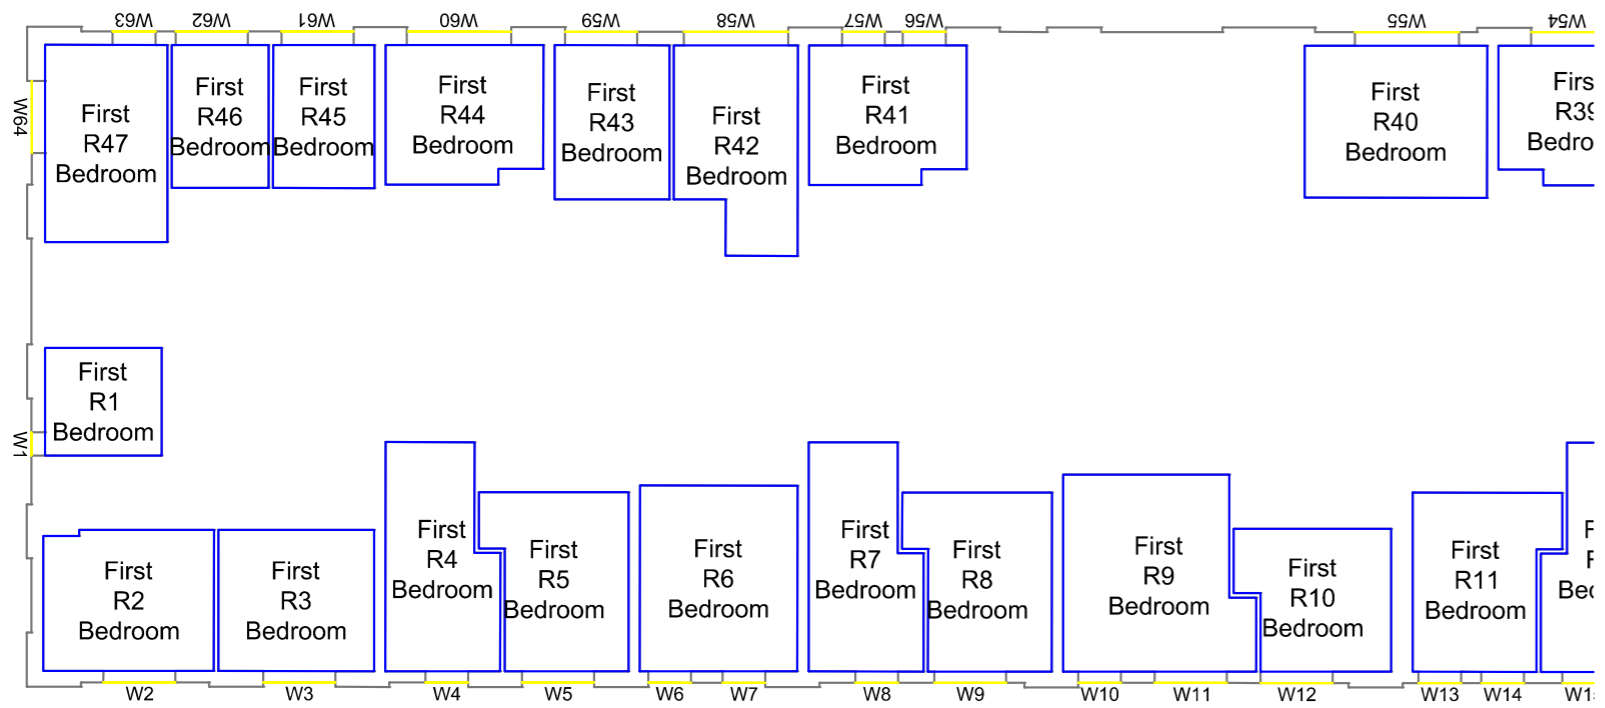 W63 W62 W61 W60 W59 W58 W57 W56 W55 W54
W64
First
R47
Bedroom
First
R46
Bedroom
First
R45
Bedroom
First
R44
Bedroom
First
R43
Bedroom
First
R42
Bedroom
First
R41
Bedroom
First
R40
Bedroom
First
R1
Bedroom
W1
First
R2
Bedroom
First
R3
Bedroom
First
R4
Bedroom
First
R5
Bedroom
First
R6
Bedroom
First
R7
Bedroom
First
R8
Bedroom
First
R9
Bedroom
First
R10
Bedroom
First
R11
Bedroom
W2 W3 W4 W5 W6 W7 W8 W9 W10 W11 W12 W13 W14